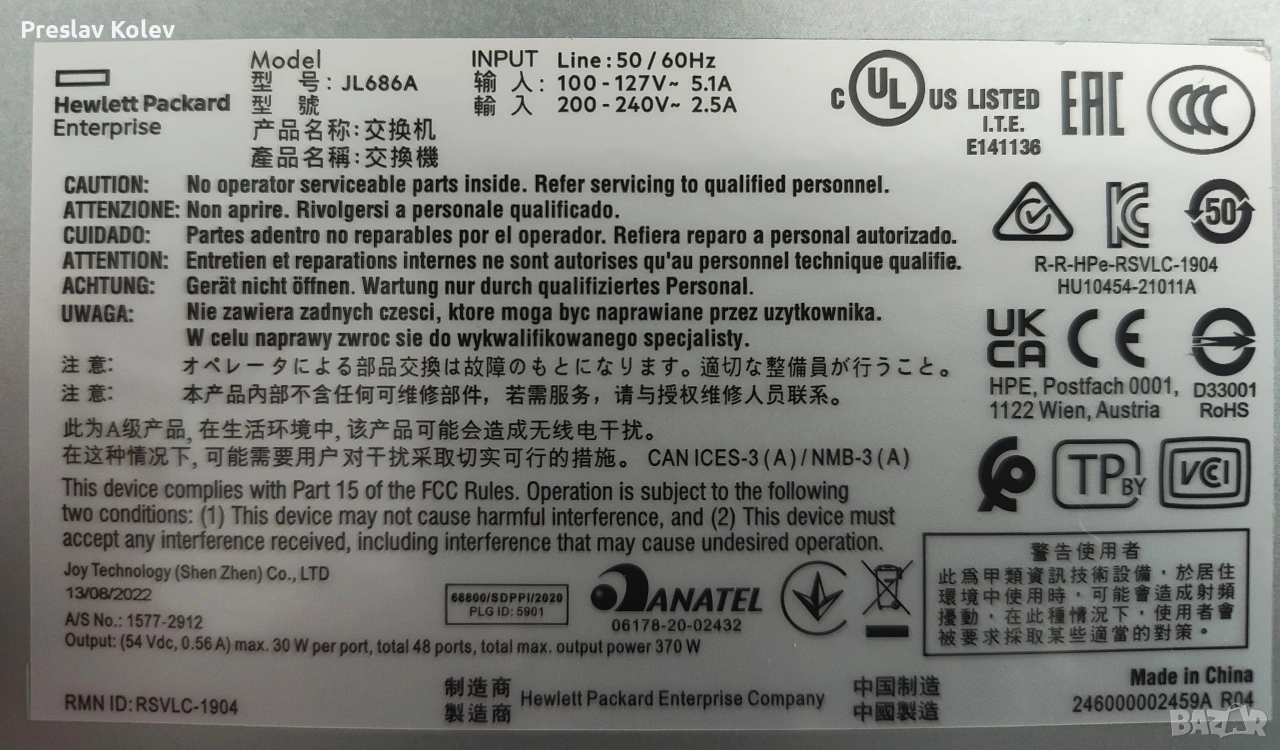 Preslav Kolev
Hewlett Packard
Enterprise
Model
型 号: JL686A
型 號
产品名称:交换机
產品名稱:交換機
INPUT Line: 50 / 60Hz
输 入: 100 - 127V~ 5.1A
輸 入 200 - 240V~ 2.5A
C UL US LISTED
I.T.E.
E141136
EAC
CCC
CAUTION: No operator serviceable parts inside. Refer servicing to qualified personnel.
ATTENZIONE: Non aprire. Rivolgersi a personale qualificado.
CUIDADO: Partes adentro no reparables por el operador. Refiera reparo a personal autorizado.
ATTENTION: Entretien et reparations internes ne sont autorises qu'au personnel technique qualifie.
ACHTUNG: Gerät nicht öffnen. Wartung nur durch qualifiziertes Personal.
UWAGA: Nie zawiera zadnych czesci, ktore moga byc naprawiane przez uzytkownika.
W celu naprawy zwroc sie do wykwalifikowanego specjalisty.
注 意: オペレータによる部品交換は故障のもとになります。適切な整備員が行うこと。
注 意: 本产品内部不含任何可维修部件，若需服务，请与授权维修人员联系。
此为A级产品, 在生活环境中, 该产品可能会造成无线电干扰。
在这种情况下, 可能需要用户对干扰采取切实可行的措施。 CAN ICES-3 (A) / NMB-3 (A)
This device complies with Part 15 of the FCC Rules. Operation is subject to the following
two conditions: (1) This device may not cause harmful interference, and (2) This device must
accept any interference received, including interference that may cause undesired operation.
50
R-R-HPe-RSVLC-1904
HU10454-21011A
UK
CA CE
HPE, Postfach 0001,
1122 Wien, Austria
D33001
RoHS
TP BY
VCI
Joy Technology (Shen Zhen) Co., LTD
13/08/2022
A/S No.: 1577-2912
68800/SDPPI/2020
PLG ID: 5901
ANATEL
06178-20-02432
Output: (54 Vdc, 0.56 A) max. 30 W per port, total 48 ports, total max. output power 370 W
警告使用者
此為甲類資訊技術設備，於居住
環境中使用時，可能會造成射頻
擾動，在此種情況下，使用者會
被要求採取某些適當的對策。
RMN ID: RSVLC-1904
制造商 Hewlett Packard Enterprise Company 中国制造
製造商 中國製造
Made in China
246000002459A R04
BAZAR